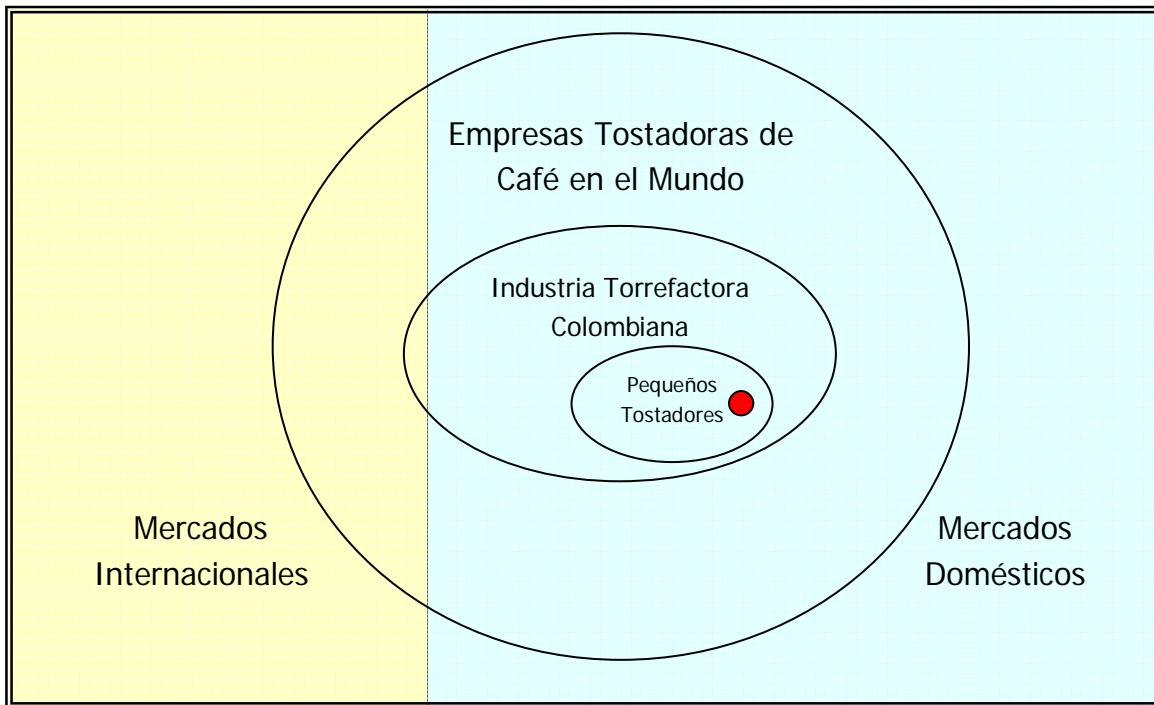 Empresas Tostadoras de
Café en el Mundo
Industria Torrefactora
Colombiana
Pequeños
Tostadores
Mercados
Internacionales
Mercados
Domésticos